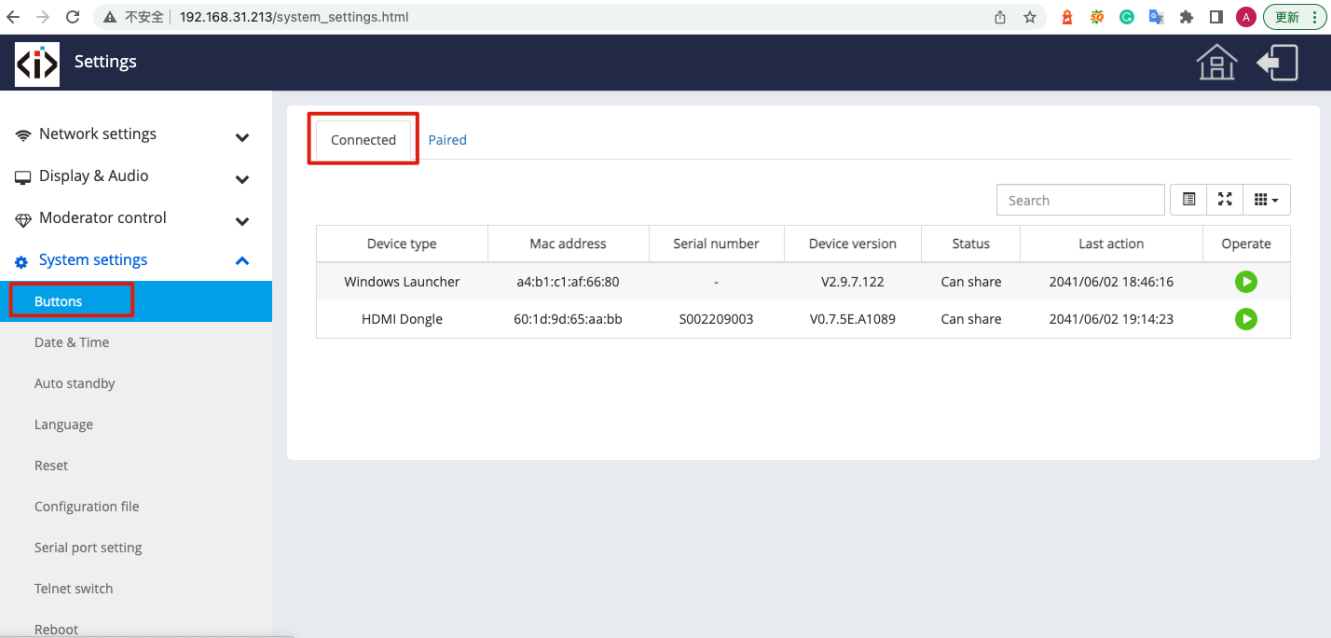 不安全 192.168.31.213/system_settings.html
A
更新
<i>
Settings
Network settings
Display & Audio
Moderator control
System settings
Buttons
Date & Time
Auto standby
Language
Reset
Configuration file
Serial port setting
Telnet switch
Reboot
Connected Paired
Search
Device type Mac address Serial number Device version Status Last action Operate
Windows Launcher a4:b1:c1:af:66:80 - V2.9.7.122 Can share 2041/06/02 18:46:16
HDMI Dongle 60:1d:9d:65:aa:bb S002209003 V0.7.5E.A1089 Can share 2041/06/02 19:14:23